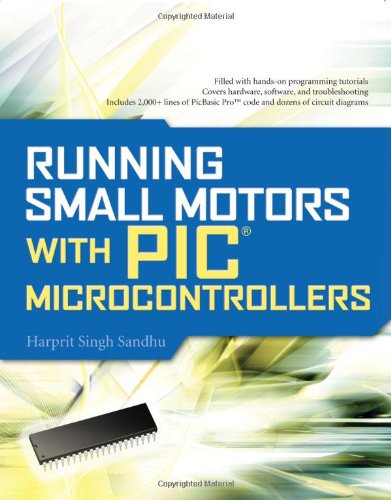 Copyrighted Material
Filled with hands-on programming tutorials
Covers hardware, software, and troubleshooting
Includes 2,000+ lines of PicBasic Pro™ code and dozens of circuit diagrams
RUNNING
SMALL MOTORS
WITH PIC®
MICROCONTROLLERS
Harprit Singh Sandhu
Copyrighted Material